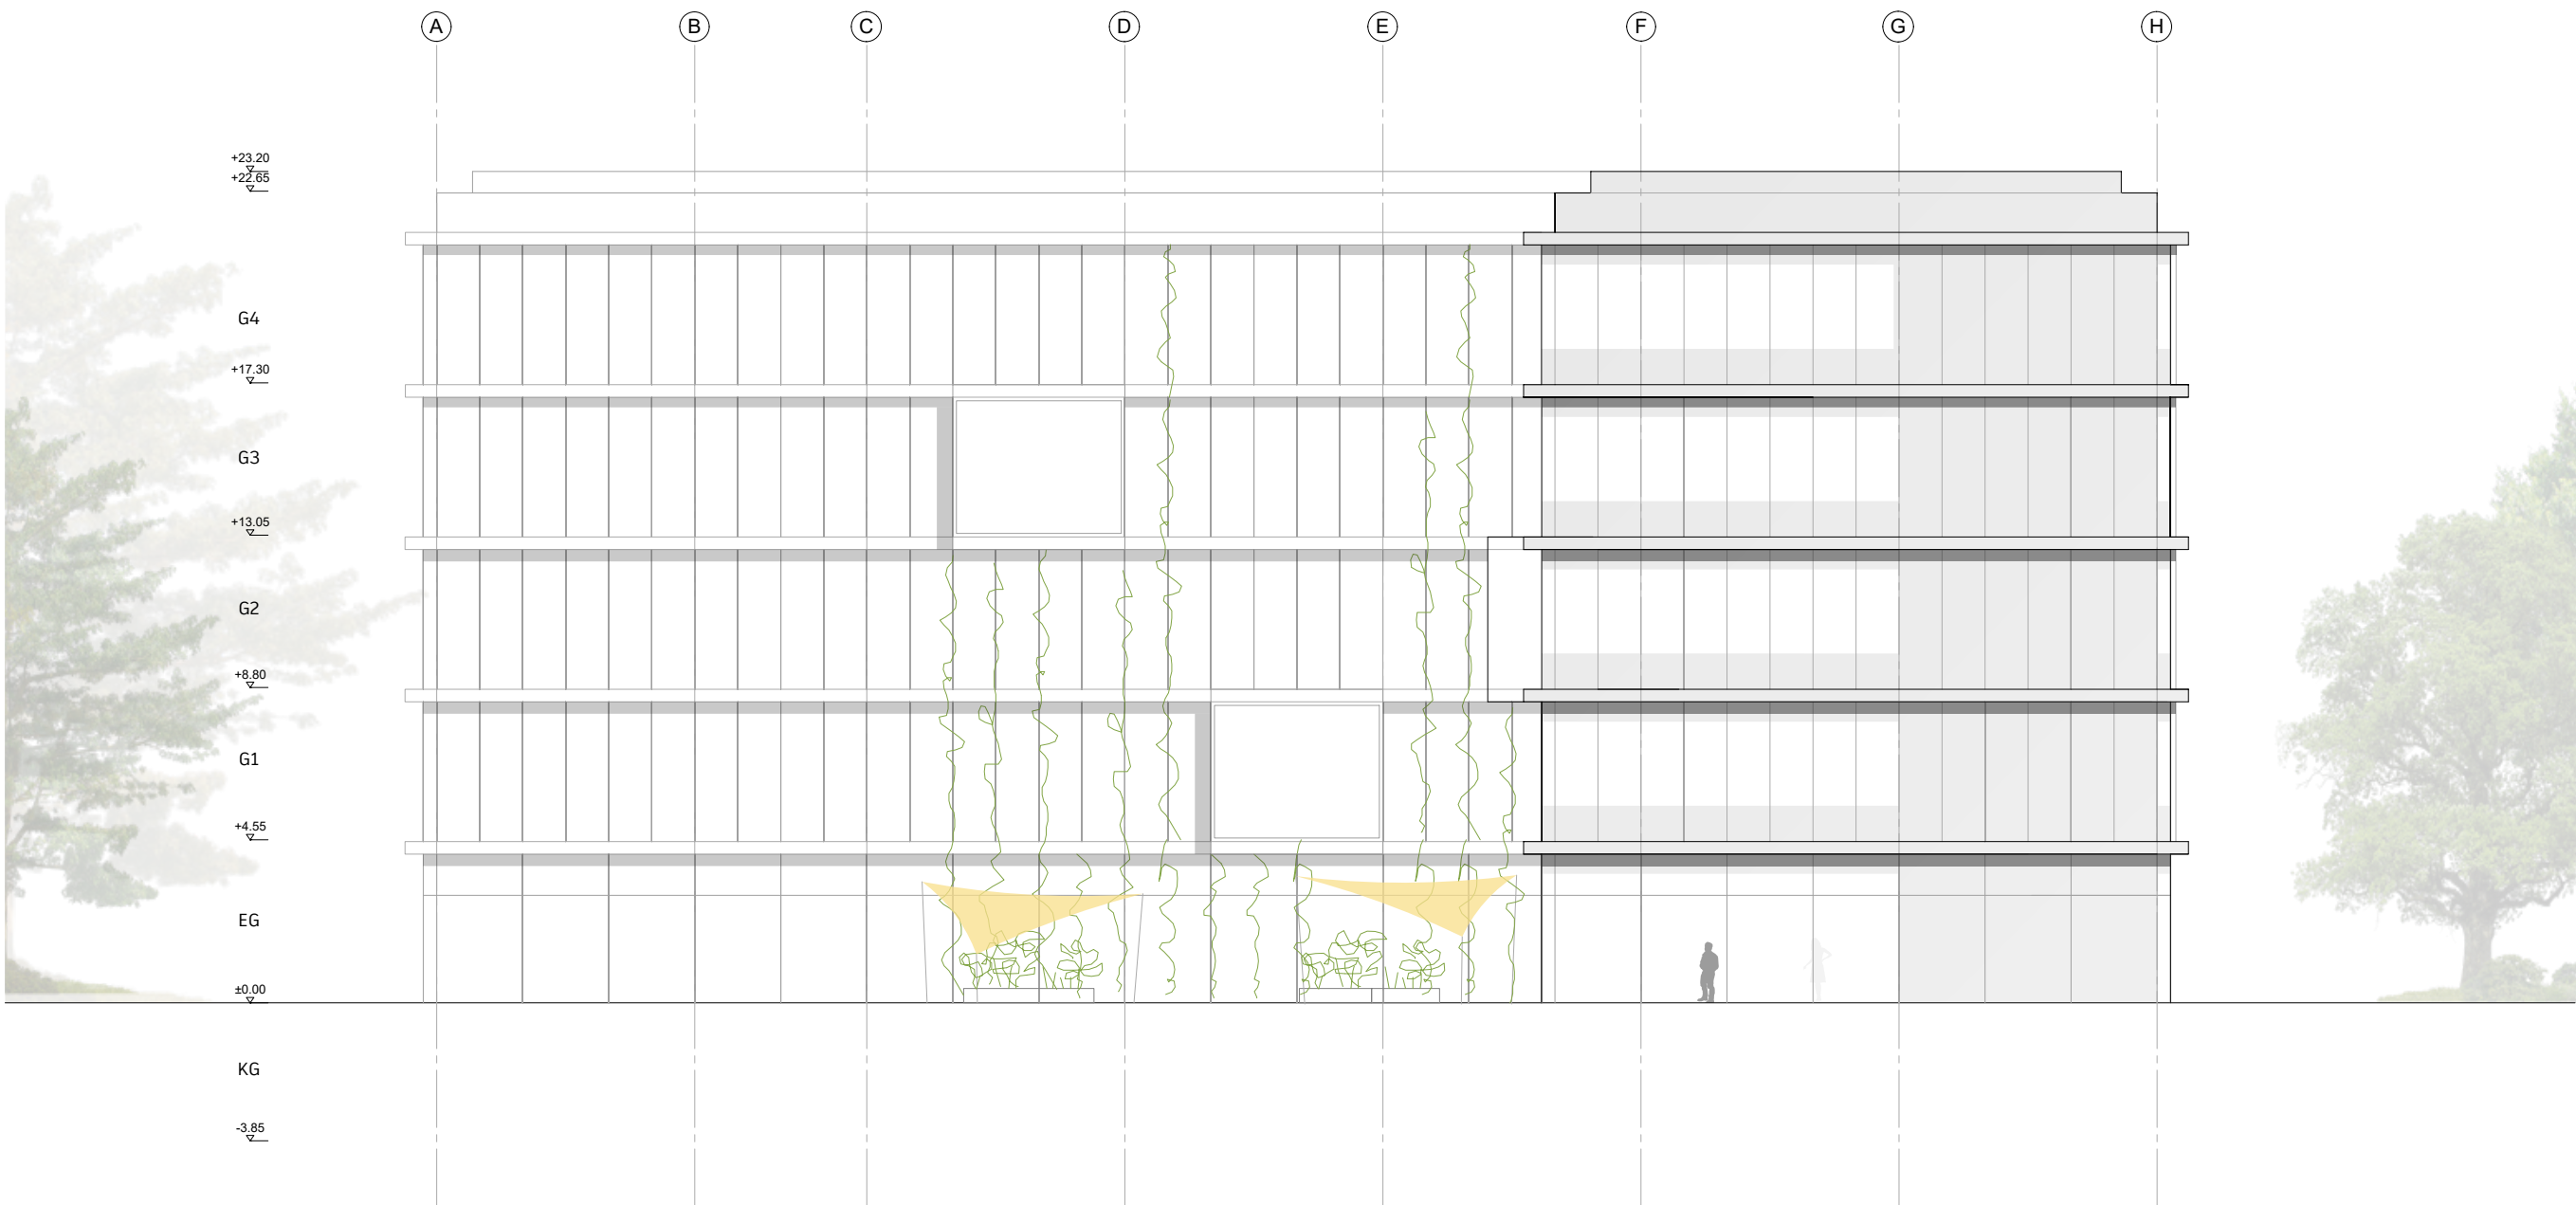 A B C D E F G H
+23.20
+22.65
G4
+17.30
G3
+13.05
G2
+8.80
G1
+4.55
EG
±0.00
KG
-3.85